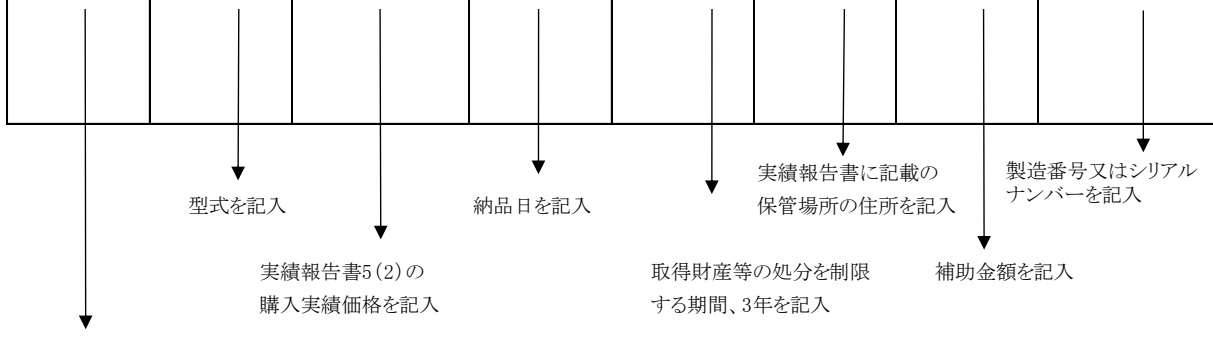 型式を記入
実績報告書5(2)の
購入実績価格を記入
納品日を記入
取得財産等の処分を制限
する期間、3年を記入
実績報告書に記載の
保管場所の住所を記入
補助金額を記入
製造番号又はシリアル
ナンバーを記入